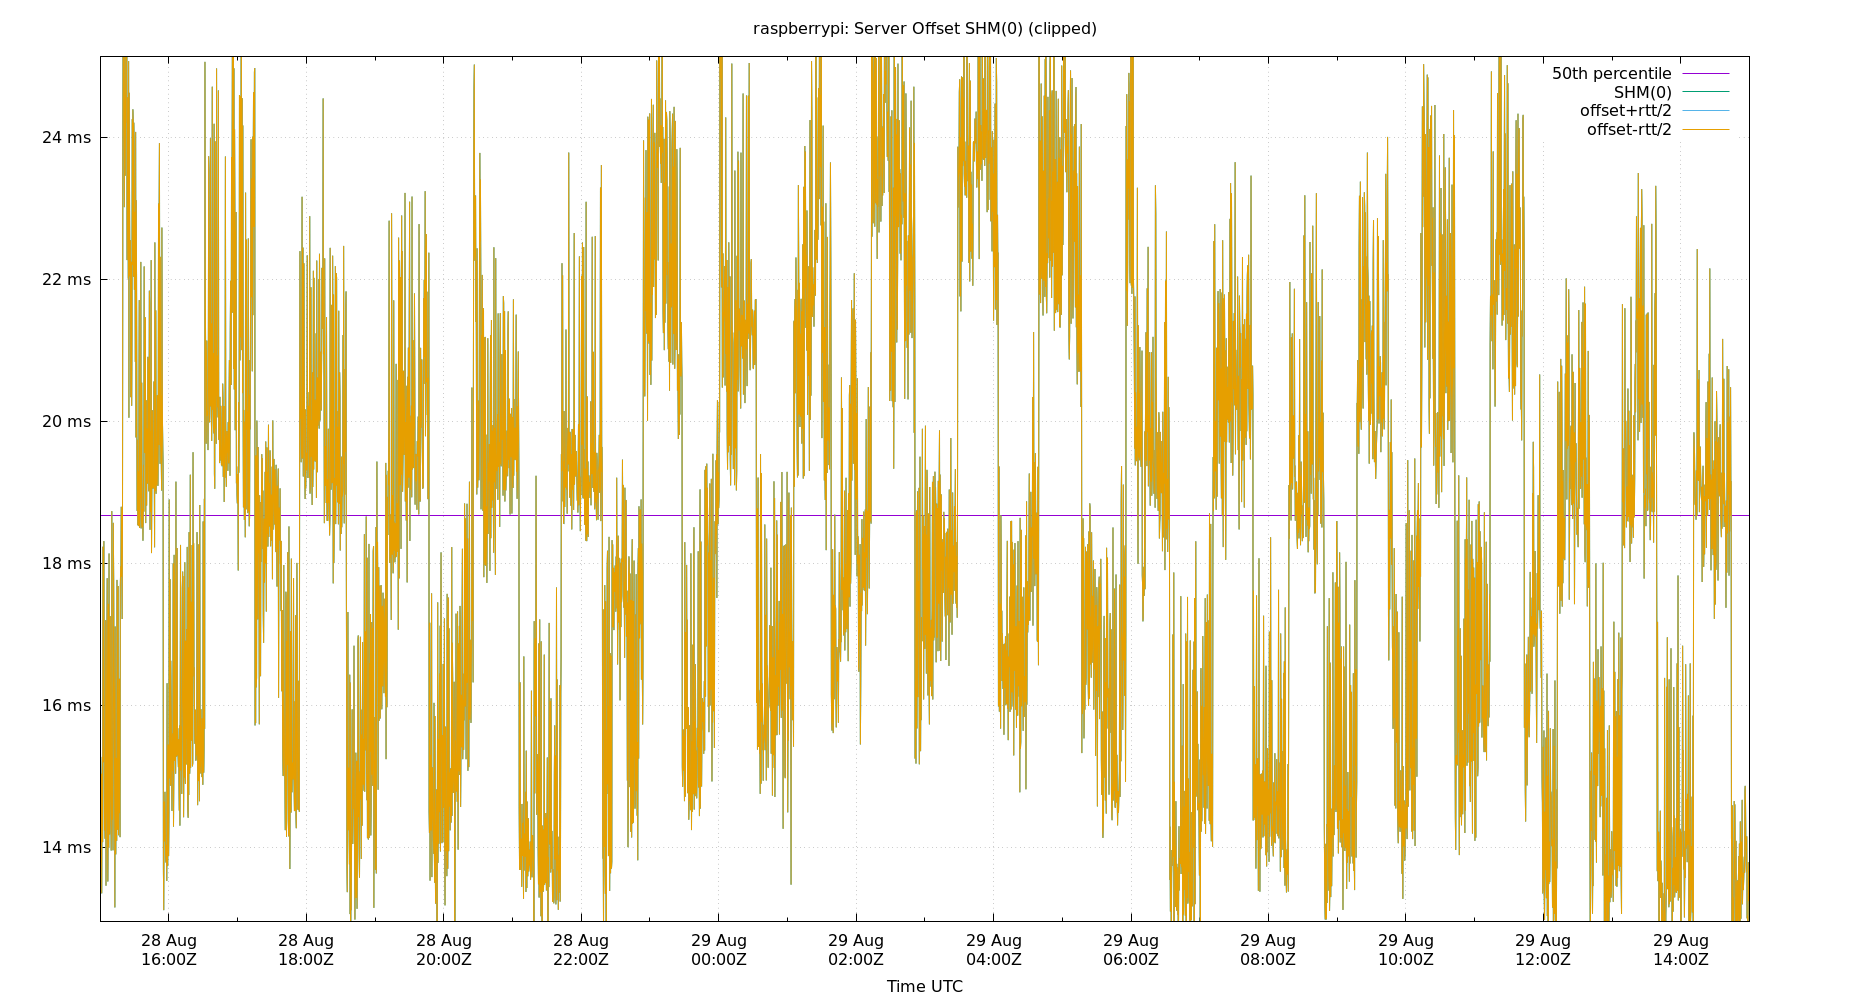 raspberrypi: Server Offset SHM(0) (clipped)
50th percentile
SHM(0)
offset+rtt/2
offset-rtt/2
24 ms
22 ms
20 ms
18 ms
16 ms
14 ms
28 Aug 28 Aug 28 Aug 28 Aug 29 Aug 29 Aug 29 Aug 29 Aug 29 Aug 29 Aug 29 Aug 29 Aug
16:00Z 18:00Z 20:00Z 22:00Z 00:00Z 02:00Z 04:00Z 06:00Z 08:00Z 10:00Z 12:00Z 14:00Z
Time UTC